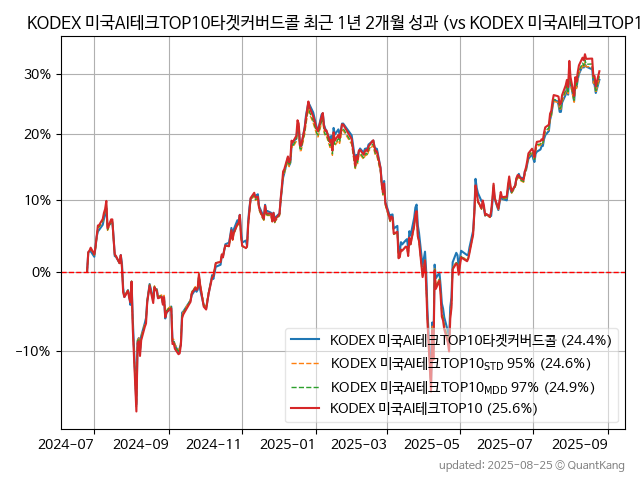 KODEX 미국AI테크TOP10타겟커버드콜 최근 1년 2개월 성과 (vs KODEX 미국AI테크TOP1
30%
20%
10%
0%
−10%
KODEX 미국AI테크TOP10타겟커버드콜 (24.4%)
KODEX 미국AI테크TOP10STD 95% (24.6%)
KODEX 미국AI테크TOP10MDD 97% (24.9%)
KODEX 미국AI테크TOP10 (25.6%)
2024-07 2024-09 2024-11 2025-01 2025-03 2025-05 2025-07 2025-09
updated: 2025-08-25 © QuantKang